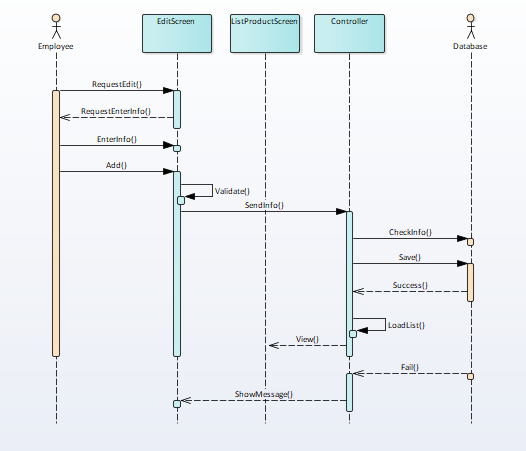 EditScreen
ListProductScreen
Controller
Employee
Database
RequestEdit()
RequestEnterInfo()
EnterInfo()
Add()
Validate()
SendInfo()
CheckInfo()
Save()
Success()
LoadList()
View()
Fail()
ShowMessage()